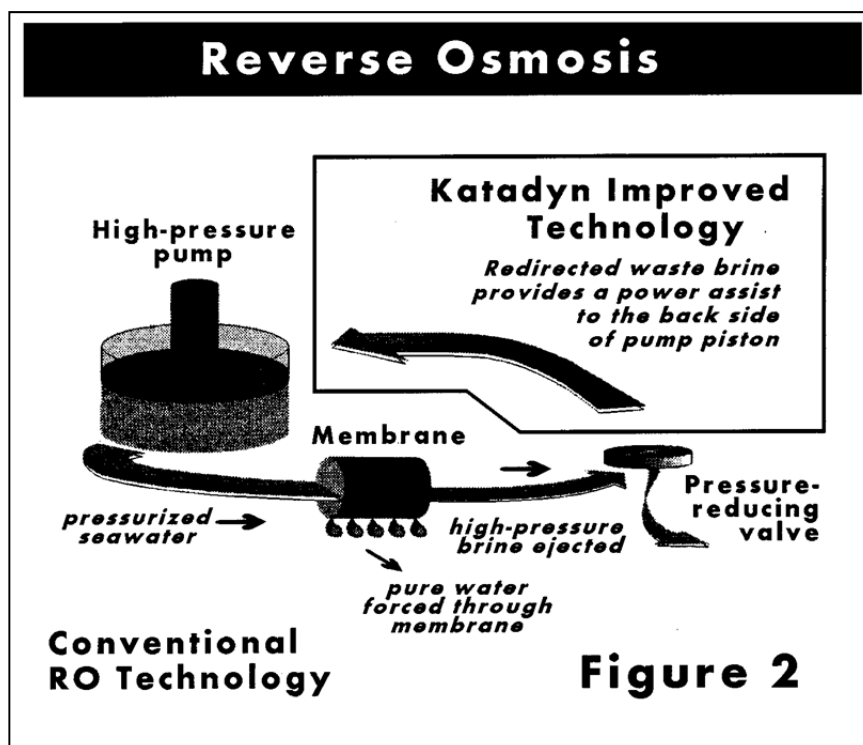 Reverse Osmosis
Katadyn Improved
Technology
Redirected waste brine
provides a power assist
to the back side
of pump piston
High-pressure
pump
Membrane
pressurized
seawater
high-pressure
brine ejected
Pressure-
reducing
valve
pure water
forced through
membrane
Conventional
RO Technology
Figure 2